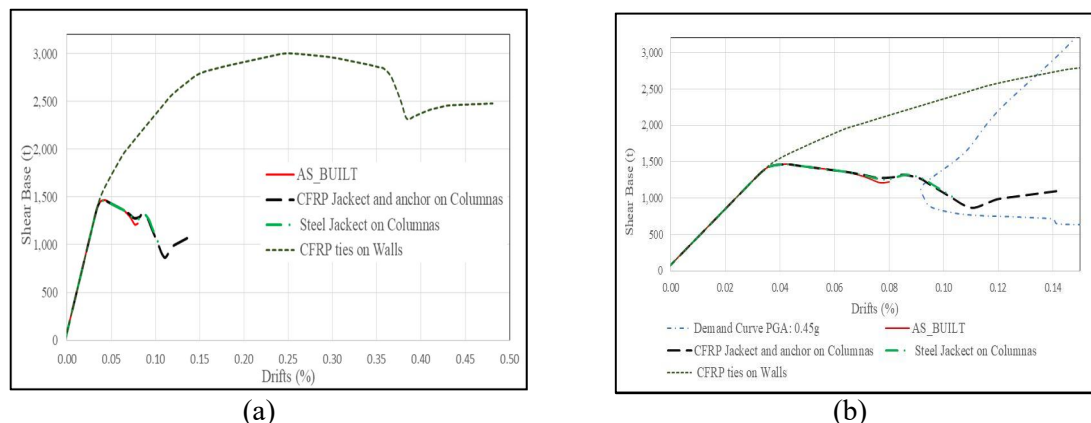 3,000
2,500
2,000
1,500
1,000
500
0
Shear Base (t)
AS_BUILT
CFRP Jackect and anchor on Columnas
Steel Jackect on Columnas
CFRP ties on Walls
0.00 0.05 0.10 0.15 0.20 0.25 0.30 0.35 0.40 0.45 0.50
Drifts (%)
(a)
3,000
2,500
2,000
1,500
1,000
500
0
Shear Base (t)
0.00 0.02 0.04 0.06 0.08 0.10 0.12 0.14
Drifts (%)
Demand Curve PGA: 0.45g
AS_BUILT
CFRP Jackect and anchor on Columnas
Steel Jackect on Columnas
CFRP ties on Walls
(b)